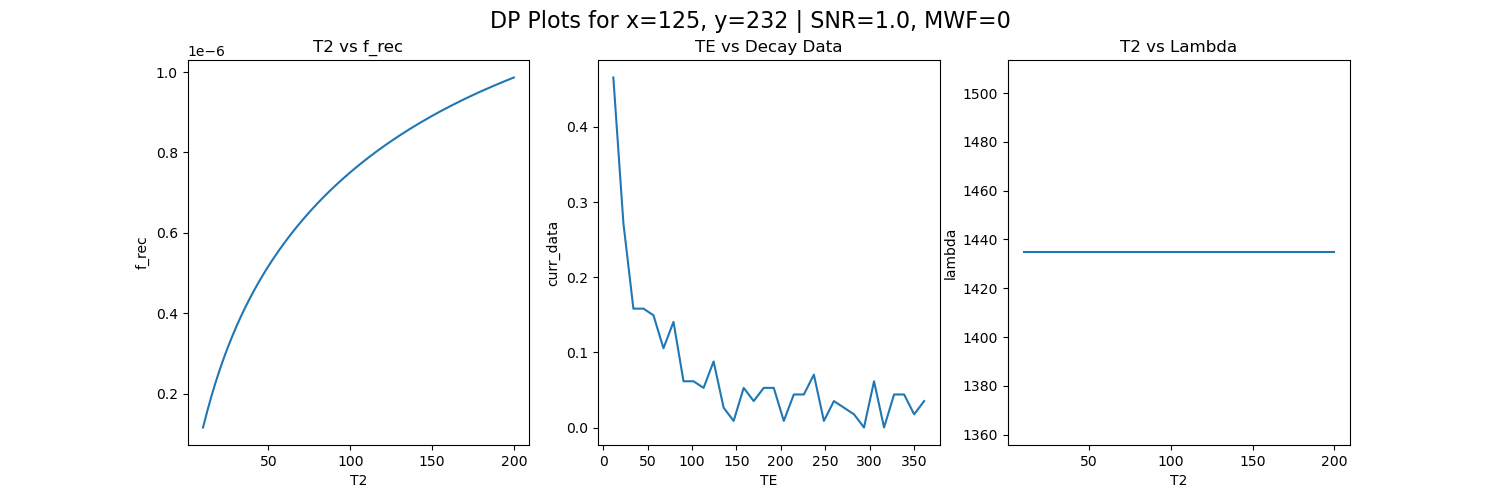 DP Plots for x=125, y=232 | SNR=1.0, MWF=0
T2 vs f_rec
1e−6
1.0
0.8
0.6
0.4
0.2
f_rec
50 100 150 200
T2
TE vs Decay Data
0.4
0.3
0.2
0.1
0.0
curr_data
0 50 100 150 200 250 300 350
TE
T2 vs Lambda
1500
1480
1460
1440
1420
1400
1380
1360
lambda
50 100 150 200
T2